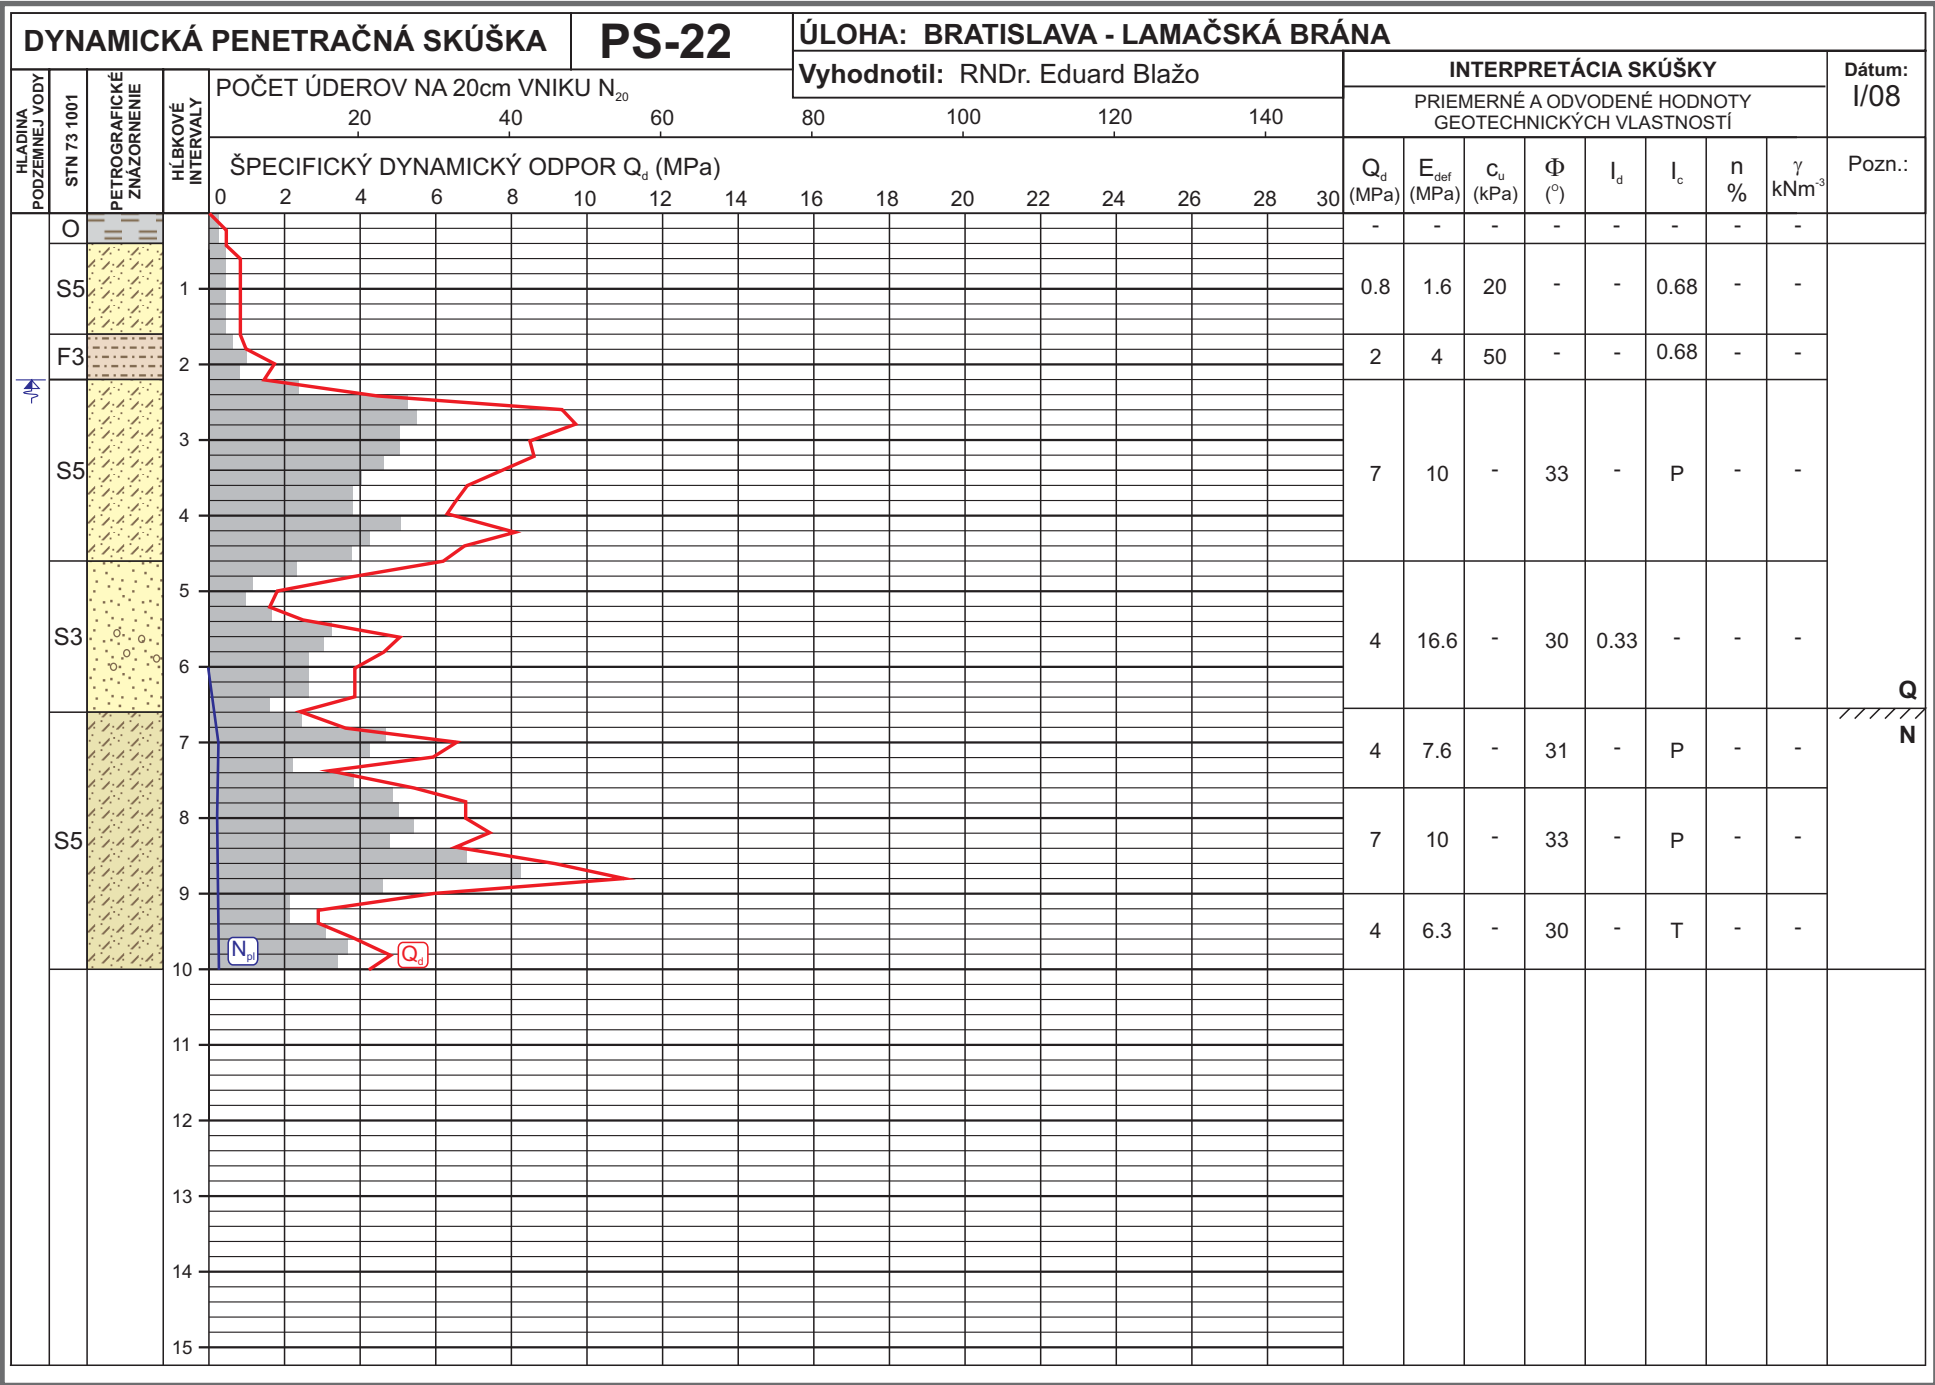 DYNAMICKÁ PENETRAČNÁ SKÚŠKA
PS-22
ÚLOHA: BRATISLAVA - LAMAČSKÁ BRÁNA
Vyhodnotil: RNDr. Eduard Blažo
INTERPRETÁCIA SKÚŠKY
PRIEMERNÉ A ODVODENÉ HODNOTY
GEOTECHNICKÝCH VLASTNOSTÍ
Dátum:
I/08
HLADINA
PODZEMNEJ VODY
STN 73 1001
PETROGRAFICKÉ
ZNÁZORNENIE
HĹBKOVÉ
INTERVALY
POČET ÚDEROV NA 20cm VNIKU N20
20 40 60 80 100 120 140
ŠPECIFICKÝ DYNAMICKÝ ODPOR Qd (MPa)
0 2 4 6 8 10 12 14 16 18 20 22 24 26 28 30
Qd (MPa) Edef (MPa) cu (kPa) Φ (°) Id Ic n % γ kNm-3
Pozn.:
O - - - - - - - -
S5 1 0.8 1.6 20 - - 0.68 - -
F3 2 2 4 50 - - 0.68 - -
3
S5 7 10 - 33 - P - -
4
5
S3 4 16.6 - 30 0.33 - - -
6
Q
N
7 4 7.6 - 31 - P - -
8
S5 7 10 - 33 - P - -
9
4 6.3 - 30 - T - -
Npl Qd
10
11
12
13
14
15